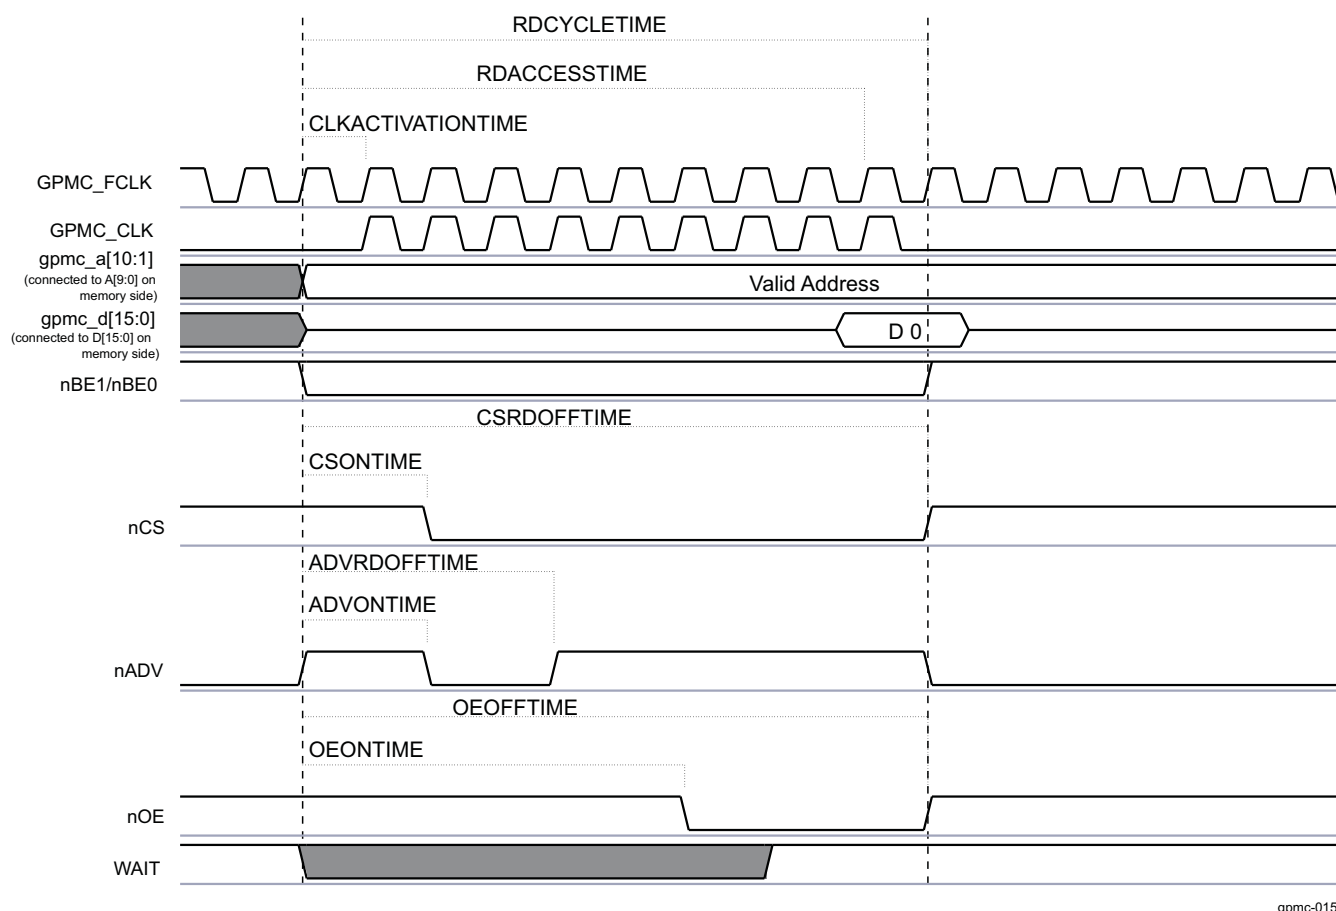 RDCYCLETIME
RDACCESSTIME
CLKACTIVATIONTIME
GPMC_FCLK
GPMC_CLK
gpmc_a[10:1]
(connected to A[9:0] on
memory side)
Valid Address
gpmc_d[15:0]
(connected to D[15:0] on
memory side)
D 0
nBE1/nBE0
CSRDOFFTIME
CSONTIME
nCS
ADVRDOFFTIME
ADVONTIME
nADV
OEOFFTIME
OEONTIME
nOE
WAIT
gpmc-015